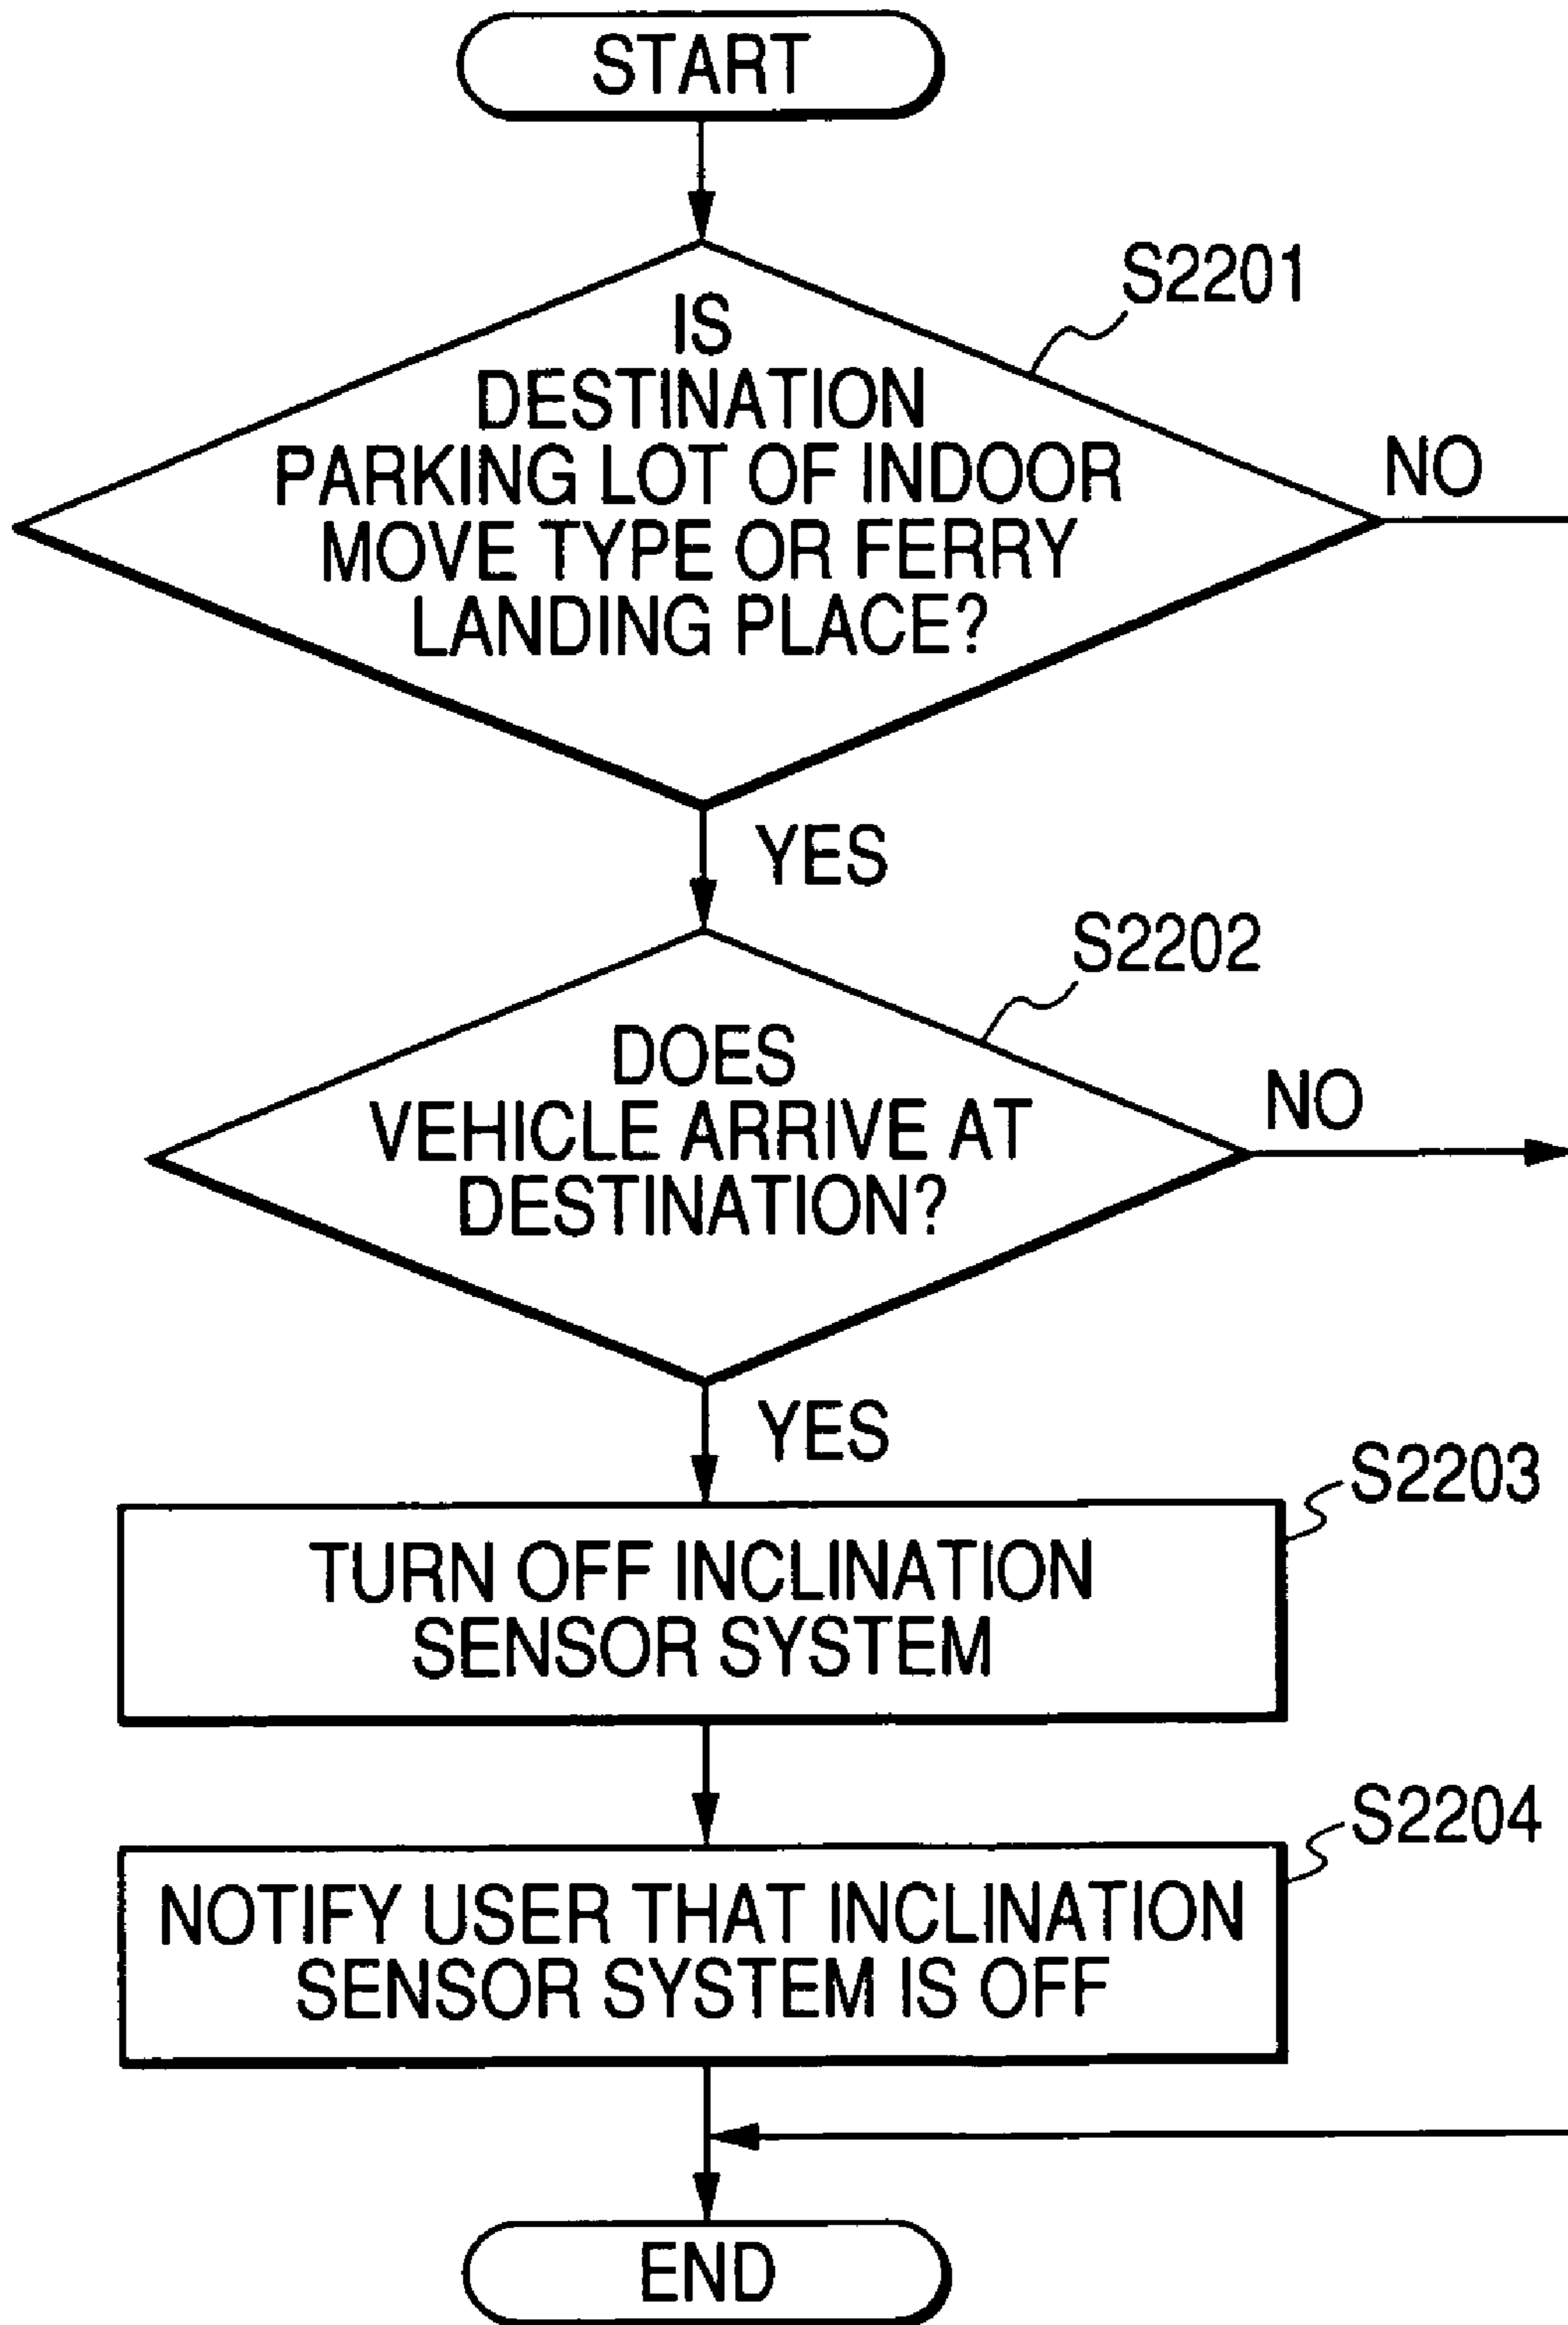 START
S2201
IS
DESTINATION
PARKING LOT OF INDOOR
MOVE TYPE OR FERRY
LANDING PLACE?
NO
YES
S2202
DOES
VEHICLE ARRIVE AT
DESTINATION?
NO
YES
S2203
TURN OFF INCLINATION
SENSOR SYSTEM
S2204
NOTIFY USER THAT INCLINATION
SENSOR SYSTEM IS OFF
END